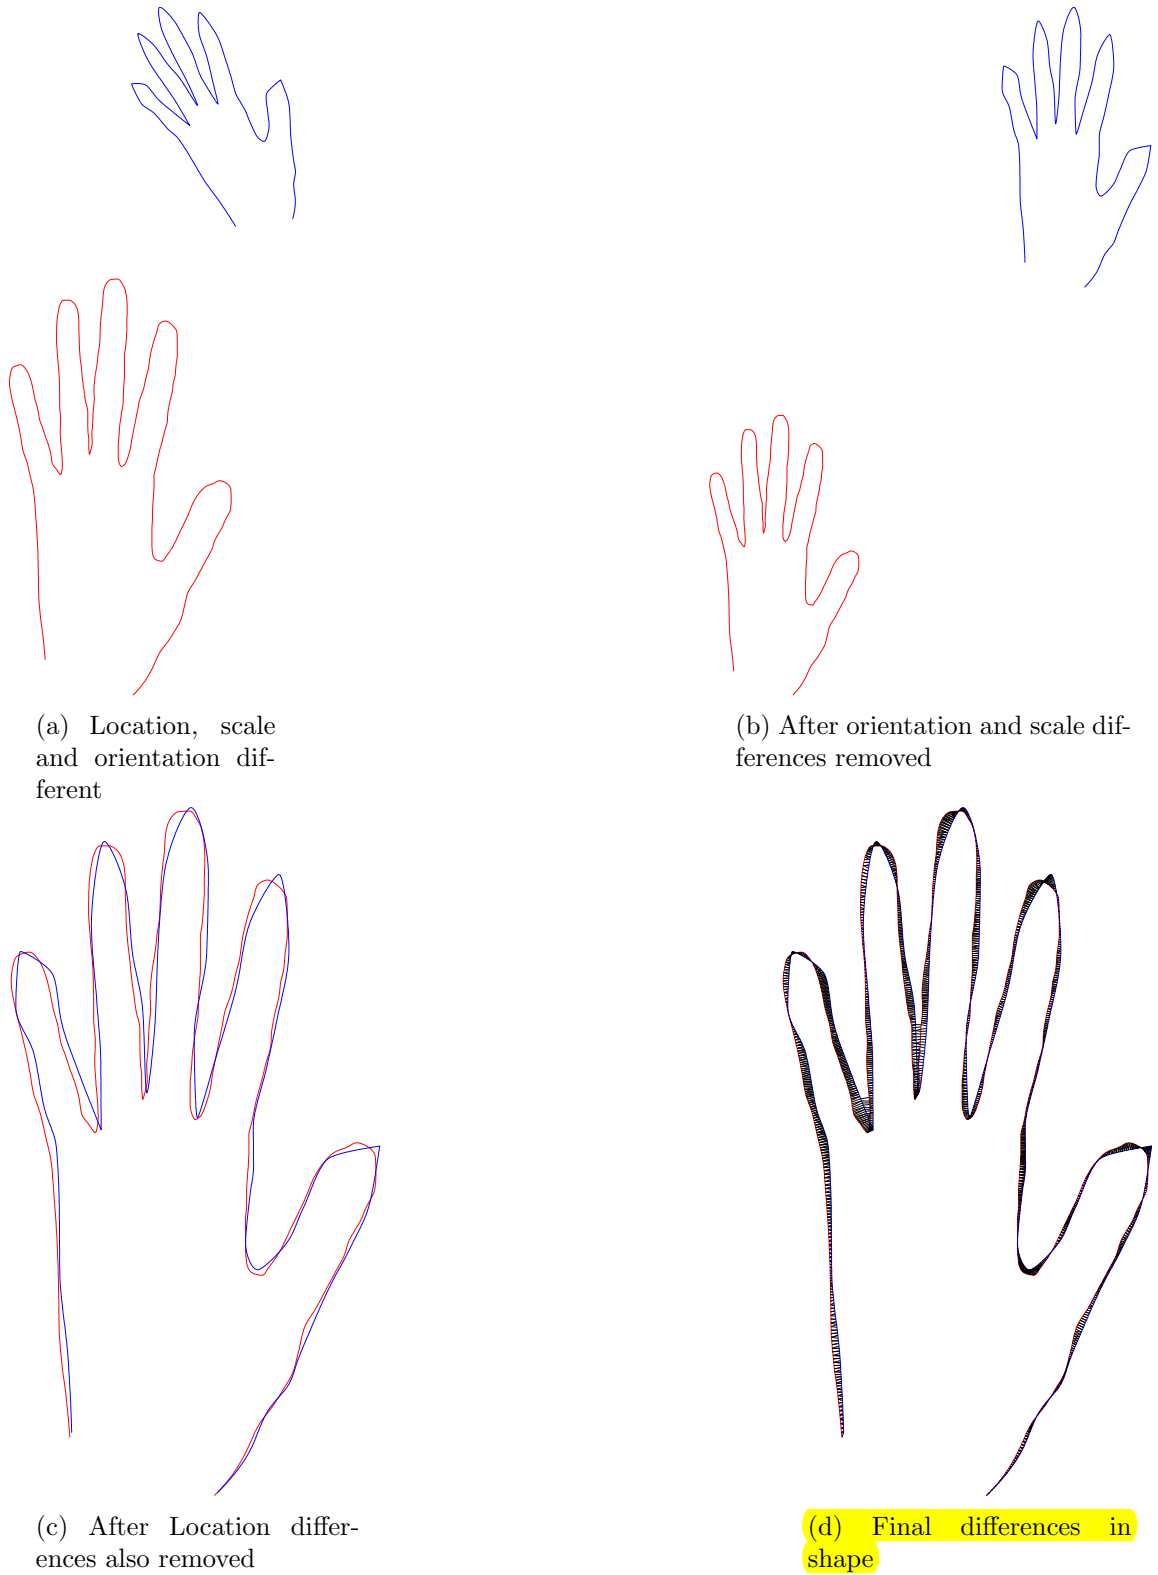 (a) Location, scale
and orientation dif-
ferent
(b) After orientation and scale dif-
ferences removed
(c) After Location differ-
ences also removed
(d) Final differences in
shape